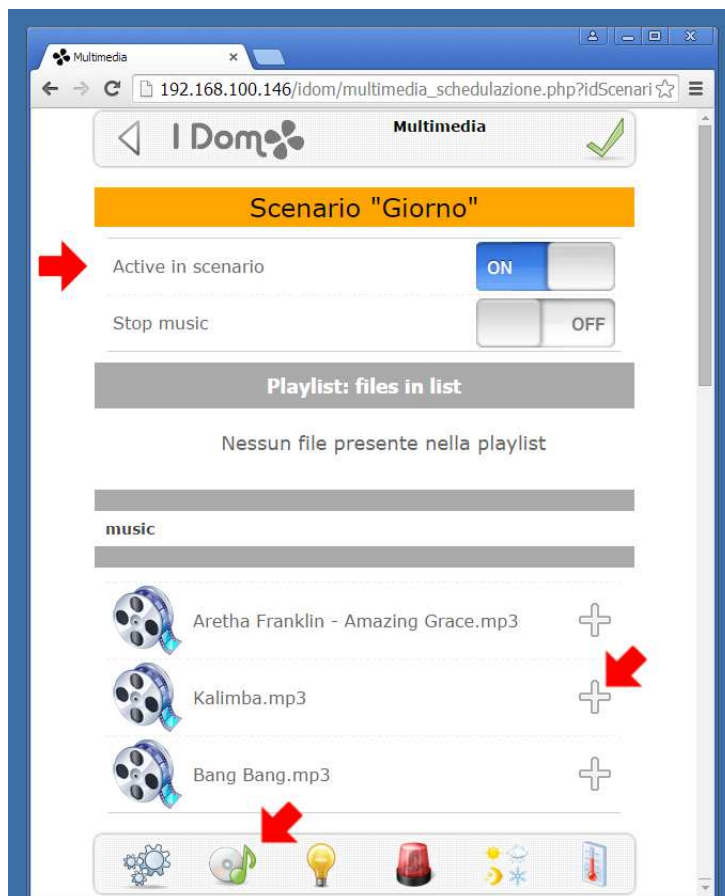 Multimedia
192.168.100.146/idom/multimedia_schedulazione.php?idScenari
I Dom
Multimedia
Scenario "Giorno"
Active in scenario
ON
Stop music
OFF
Playlist: files in list
Nessun file presente nella playlist
music
Aretha Franklin - Amazing Grace.mp3
Kalimba.mp3
Bang Bang.mp3